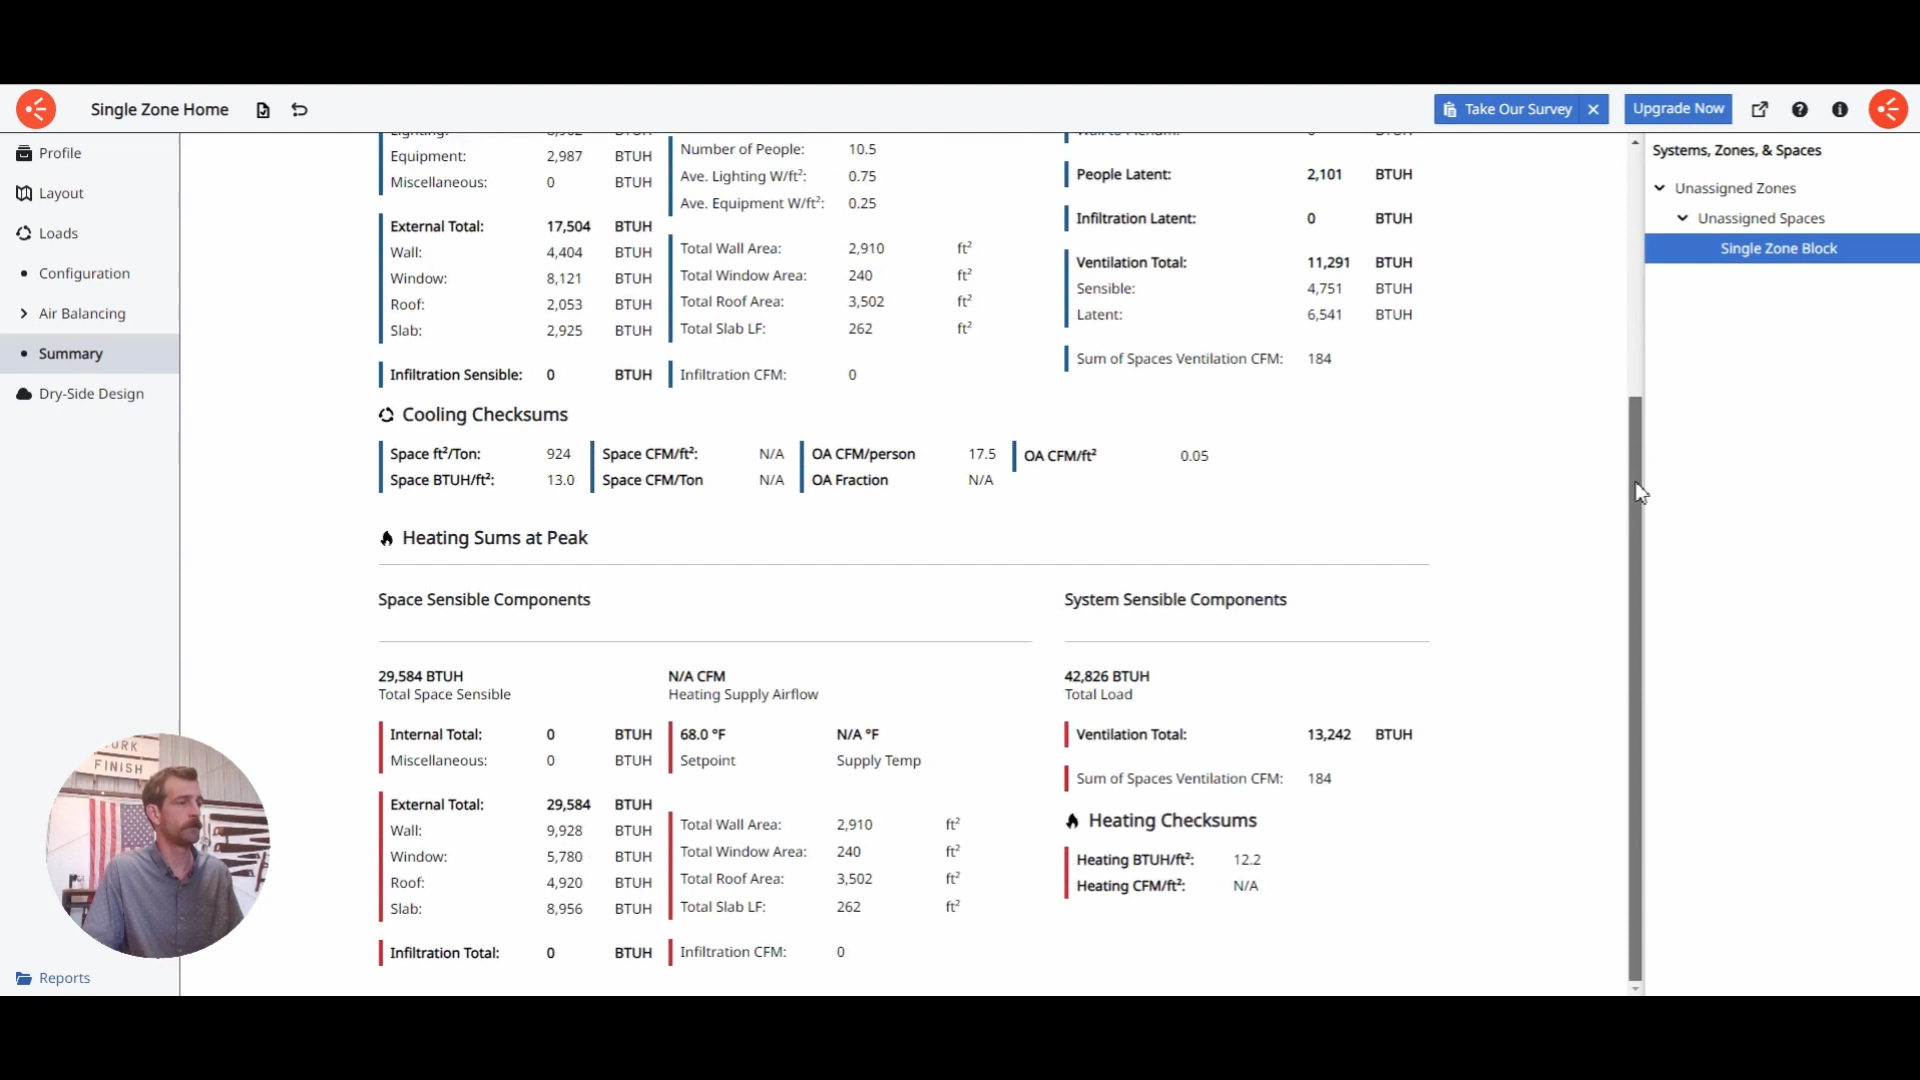 Single Zone Home
Take Our Survey
Upgrade Now
Profile
Layout
Loads
Configuration
Air Balancing
Summary
Dry-Side Design
Reports
Equipment: 2,987 BTUH
Miscellaneous: 0 BTUH
External Total: 17,504 BTUH
Wall: 4,404 BTUH
Window: 8,121 BTUH
Roof: 2,053 BTUH
Slab: 2,925 BTUH
Infiltration Sensible: 0 BTUH
Number of People: 10.5
Ave. Lighting W/ft²: 0.75
Ave. Equipment W/ft²: 0.25
Total Wall Area: 2,910 ft²
Total Window Area: 240 ft²
Total Roof Area: 3,502 ft²
Total Slab LF: 262 ft²
Infiltration CFM: 0
People Latent: 2,101 BTUH
Infiltration Latent: 0 BTUH
Ventilation Total: 11,291 BTUH
Sensible: 4,751 BTUH
Latent: 6,541 BTUH
Sum of Spaces Ventilation CFM: 184
Cooling Checksums
Space ft²/Ton: 924
Space BTUH/ft²: 13.0
Space CFM/ft²: N/A
Space CFM/Ton N/A
OA CFM/person 17.5
OA Fraction N/A
OA CFM/ft² 0.05
Heating Sums at Peak
Space Sensible Components
29,584 BTUH
Total Space Sensible
N/A CFM
Heating Supply Airflow
Internal Total: 0 BTUH
Miscellaneous: 0 BTUH
68.0 °F N/A °F
Setpoint Supply Temp
External Total: 29,584 BTUH
Wall: 9,928 BTUH
Window: 5,780 BTUH
Roof: 4,920 BTUH
Slab: 8,956 BTUH
Infiltration Total: 0 BTUH
Total Wall Area: 2,910 ft²
Total Window Area: 240 ft²
Total Roof Area: 3,502 ft²
Total Slab LF: 262 ft²
Infiltration CFM: 0
System Sensible Components
42,826 BTUH
Total Load
Ventilation Total: 13,242 BTUH
Sum of Spaces Ventilation CFM: 184
Heating Checksums
Heating BTUH/ft²: 12.2
Heating CFM/ft²: N/A
Systems, Zones, & Spaces
Unassigned Zones
Unassigned Spaces
Single Zone Block
FINISH